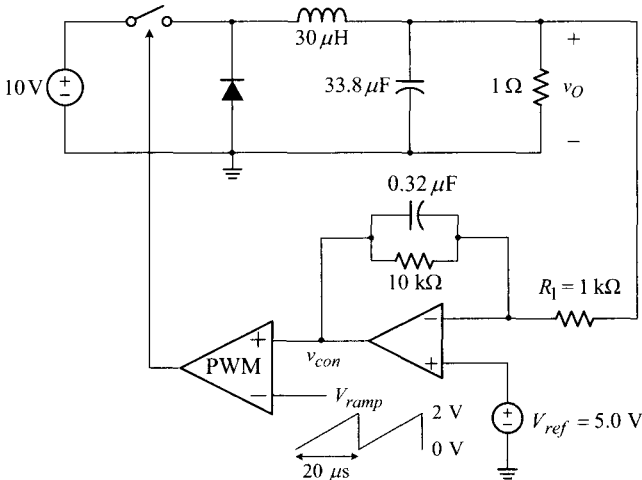 30 μH
10 V
+
−
33.8 μF
1 Ω
+
v_O
−
0.32 μF
10 kΩ
R_1 = 1 kΩ
−
+
+
PWM
−
v_con
V_ramp
2 V
0 V
20 μs
+
−
V_ref = 5.0 V